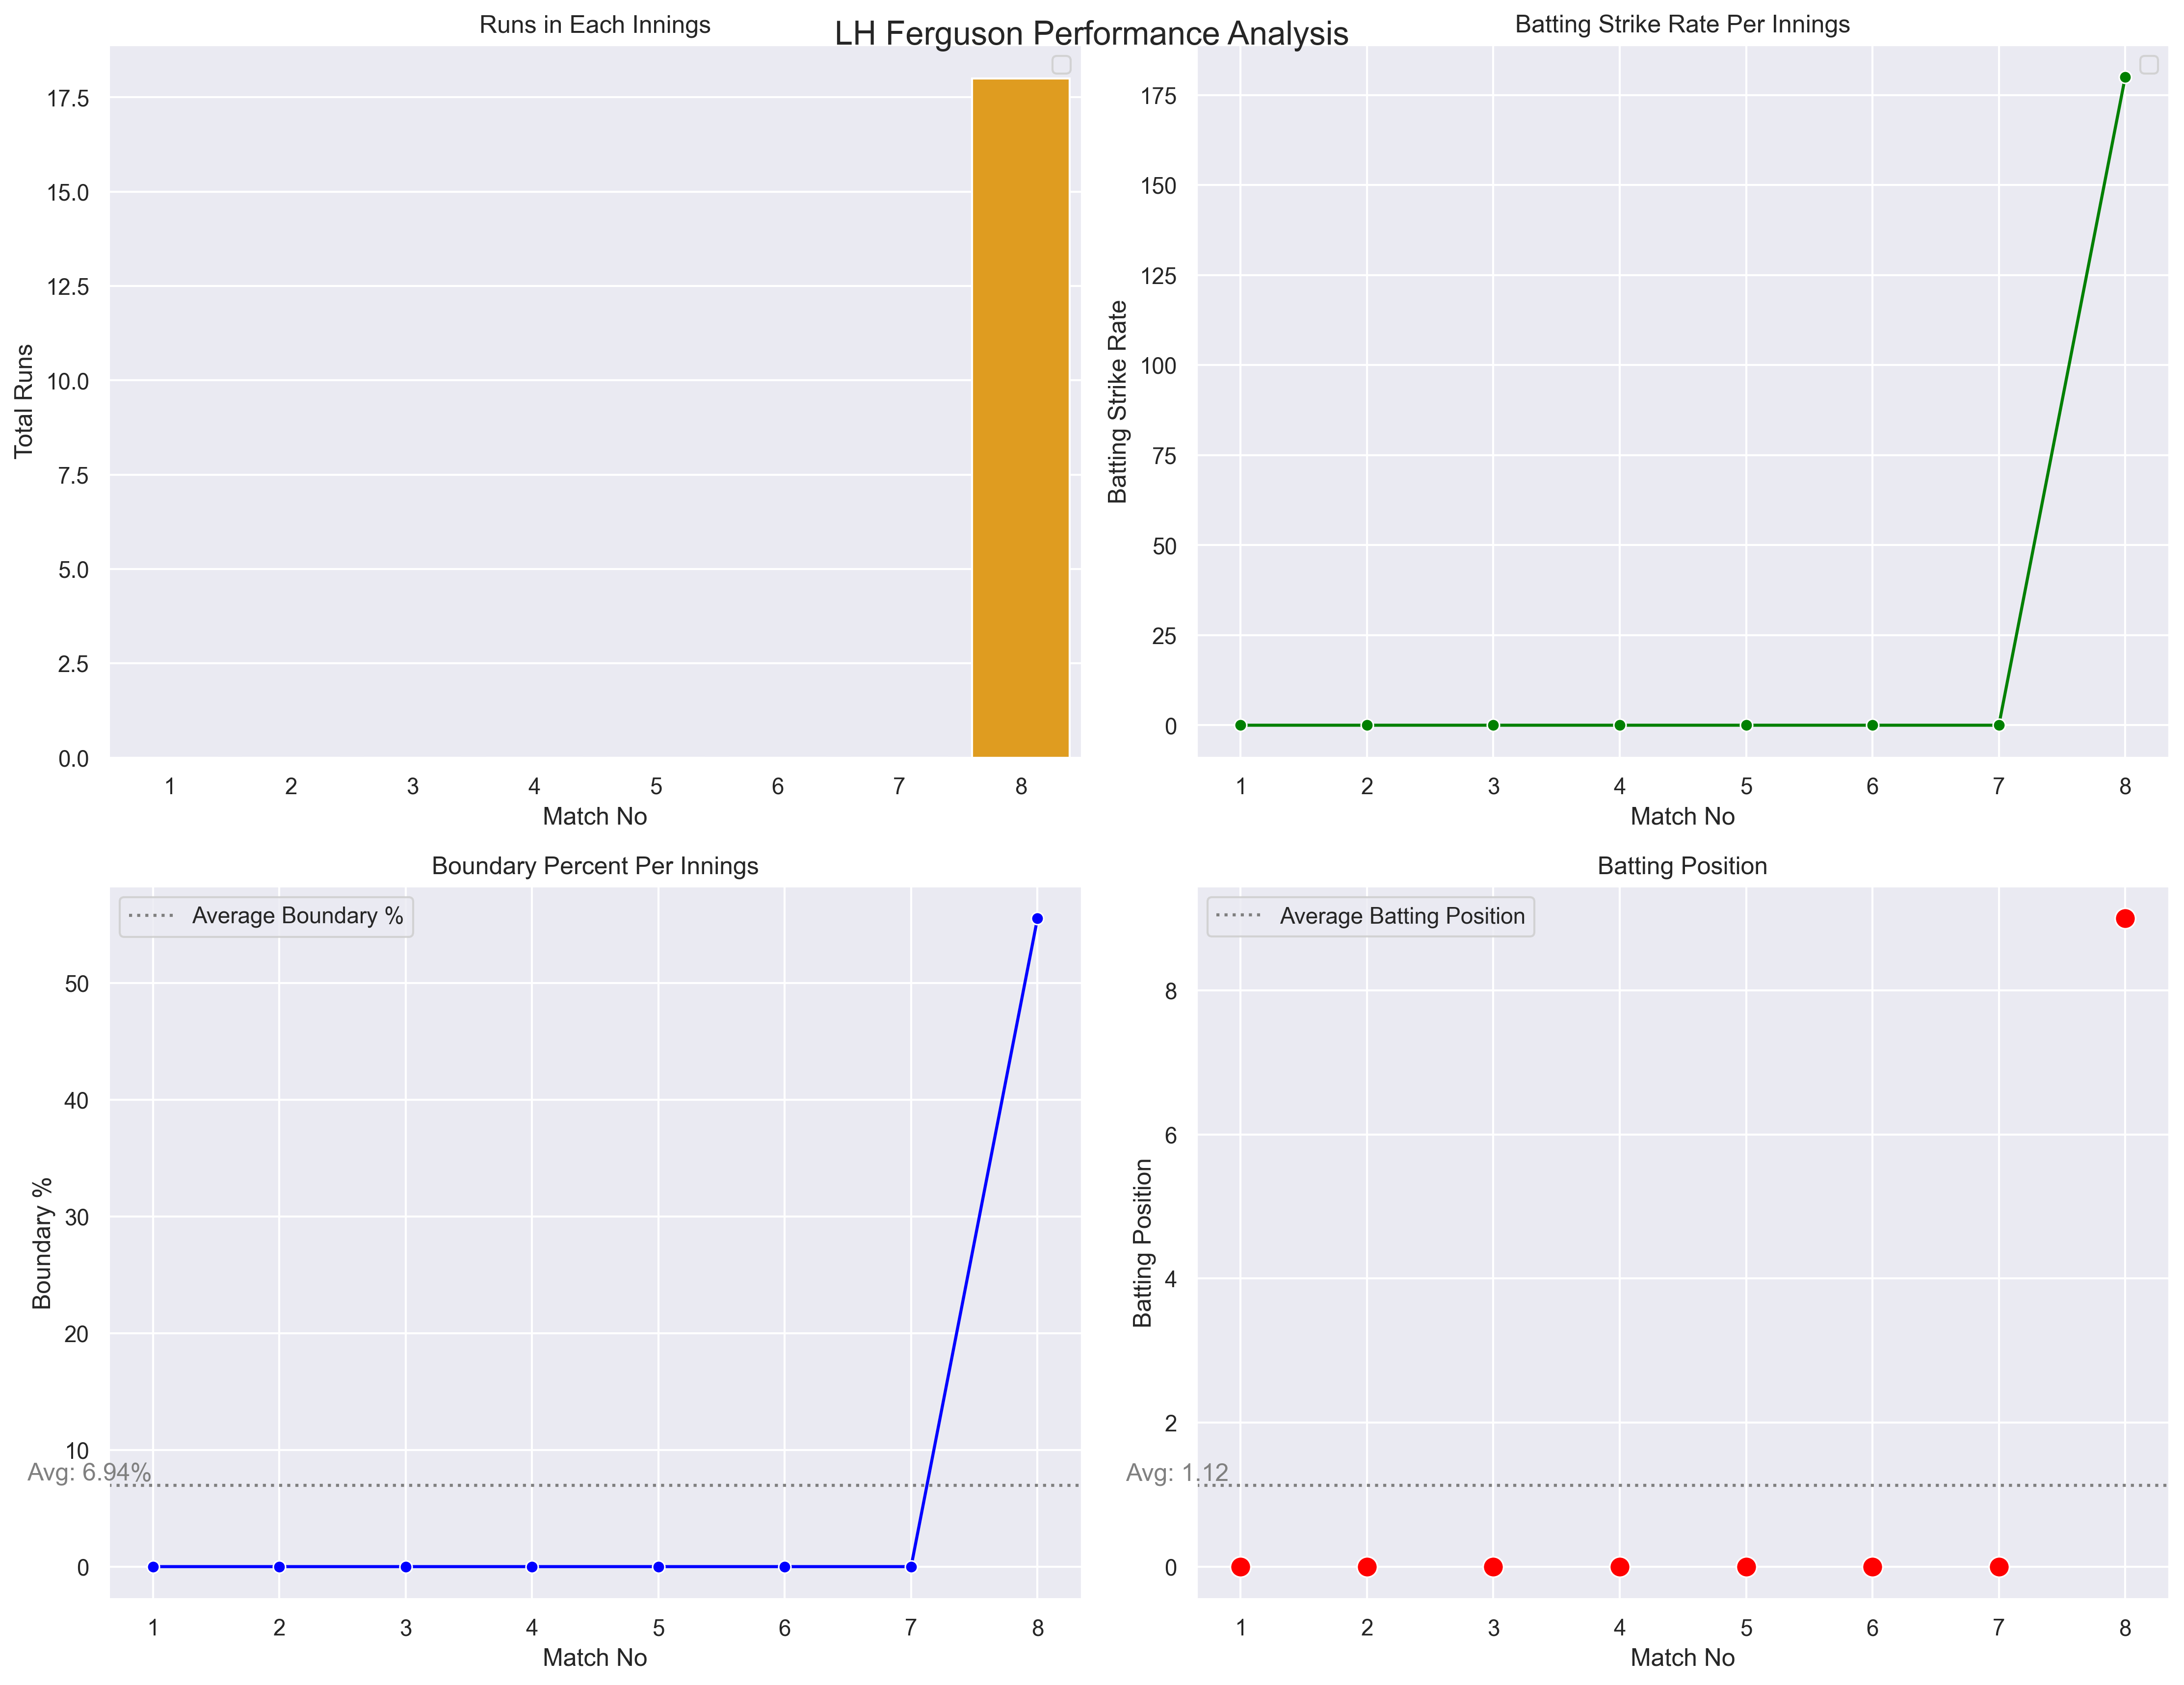 LH Ferguson Performance Analysis
Runs in Each Innings
17.5
15.0
12.5
10.0
7.5
5.0
2.5
0.0
Total Runs
1 2 3 4 5 6 7 8
Match No
Batting Strike Rate Per Innings
175
150
125
100
75
50
25
0
Batting Strike Rate
1 2 3 4 5 6 7 8
Match No
Boundary Percent Per Innings
Average Boundary %
50
40
30
20
10
0
Boundary %
Avg: 6.94%
1 2 3 4 5 6 7 8
Match No
Batting Position
Average Batting Position
8
6
4
2
0
Batting Position
Avg: 1.12
1 2 3 4 5 6 7 8
Match No